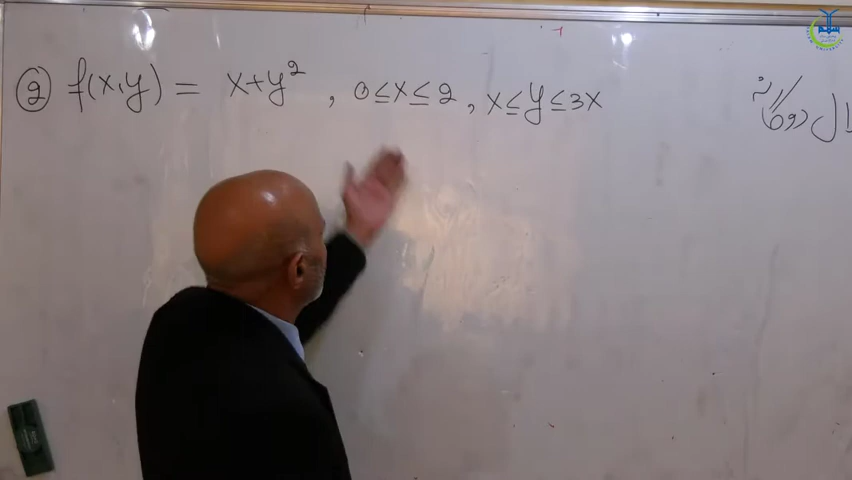 ② f(x,y) = x+y² , 0≤x≤2 , x≤y≤3x